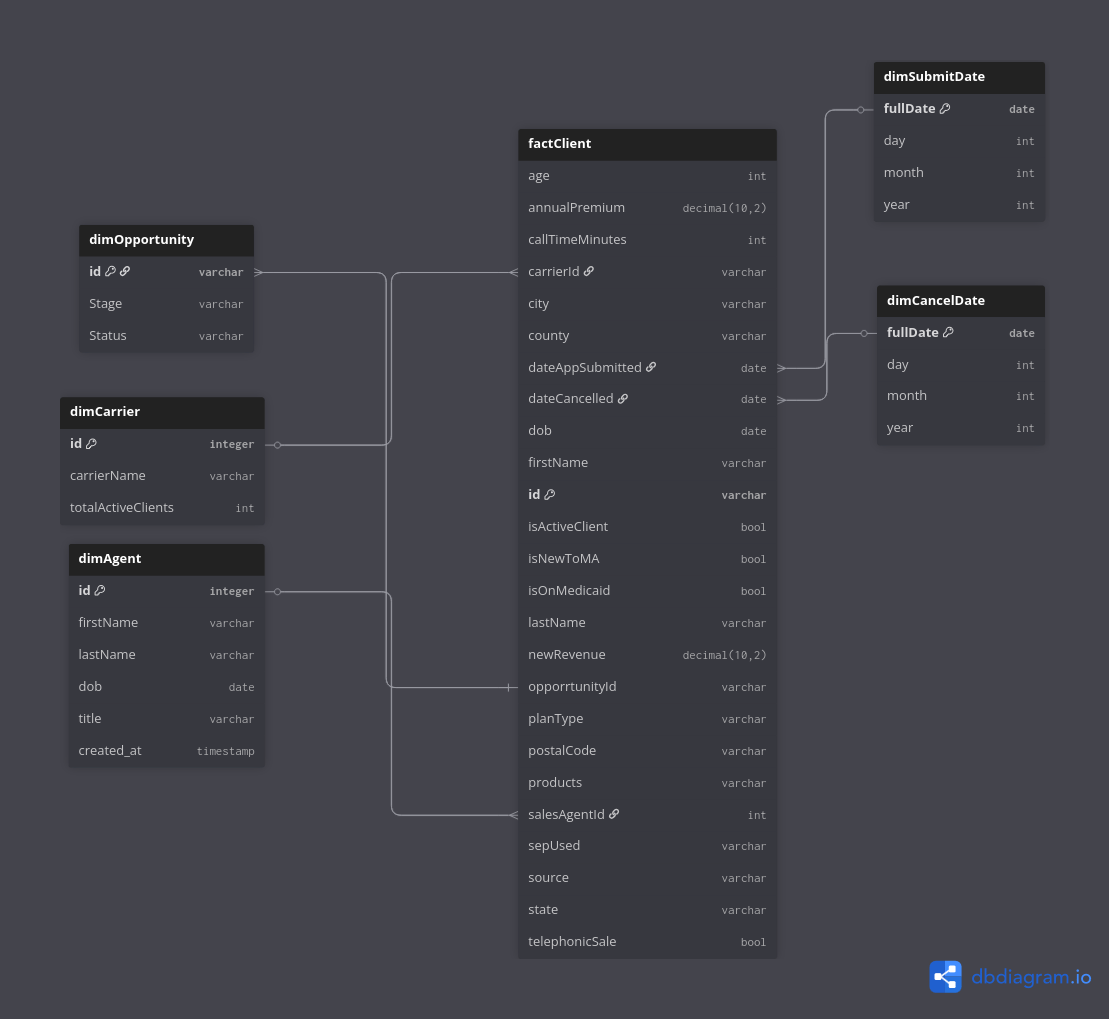 dimOpportunity
id varchar
Stage varchar
Status varchar
dimCarrier
id integer
carrierName varchar
totalActiveClients int
dimAgent
id integer
firstName varchar
lastName varchar
dob date
title varchar
created_at timestamp
factClient
age int
annualPremium decimal(10,2)
callTimeMinutes int
carrierId varchar
city varchar
county varchar
dateAppSubmitted date
dateCancelled date
dob date
firstName varchar
id varchar
isActiveClient bool
isNewToMA bool
isOnMedicaid bool
lastName varchar
newRevenue decimal(10,2)
opporrtunityId varchar
planType varchar
postalCode varchar
products varchar
salesAgentId int
sepUsed varchar
source varchar
state varchar
telephonicSale bool
dimSubmitDate
fullDate date
day int
month int
year int
dimCancelDate
fullDate date
day int
month int
year int
dbdiagram.io